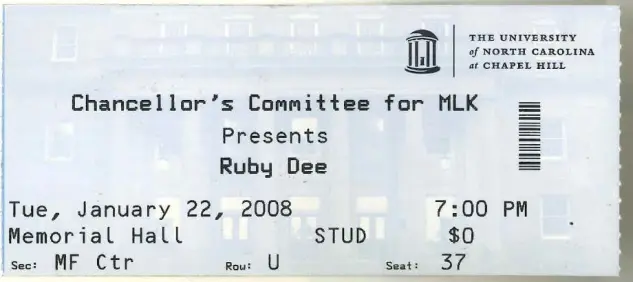 THE UNIVERSITY
of NORTH CAROLINA
at CHAPEL HILL
Chancellor's Committee for MLK
Presents
Ruby Dee
Tue, January 22, 2008 7:00 PM
Memorial Hall STUD $0
Sec: MF Ctr Row: U Seat: 37